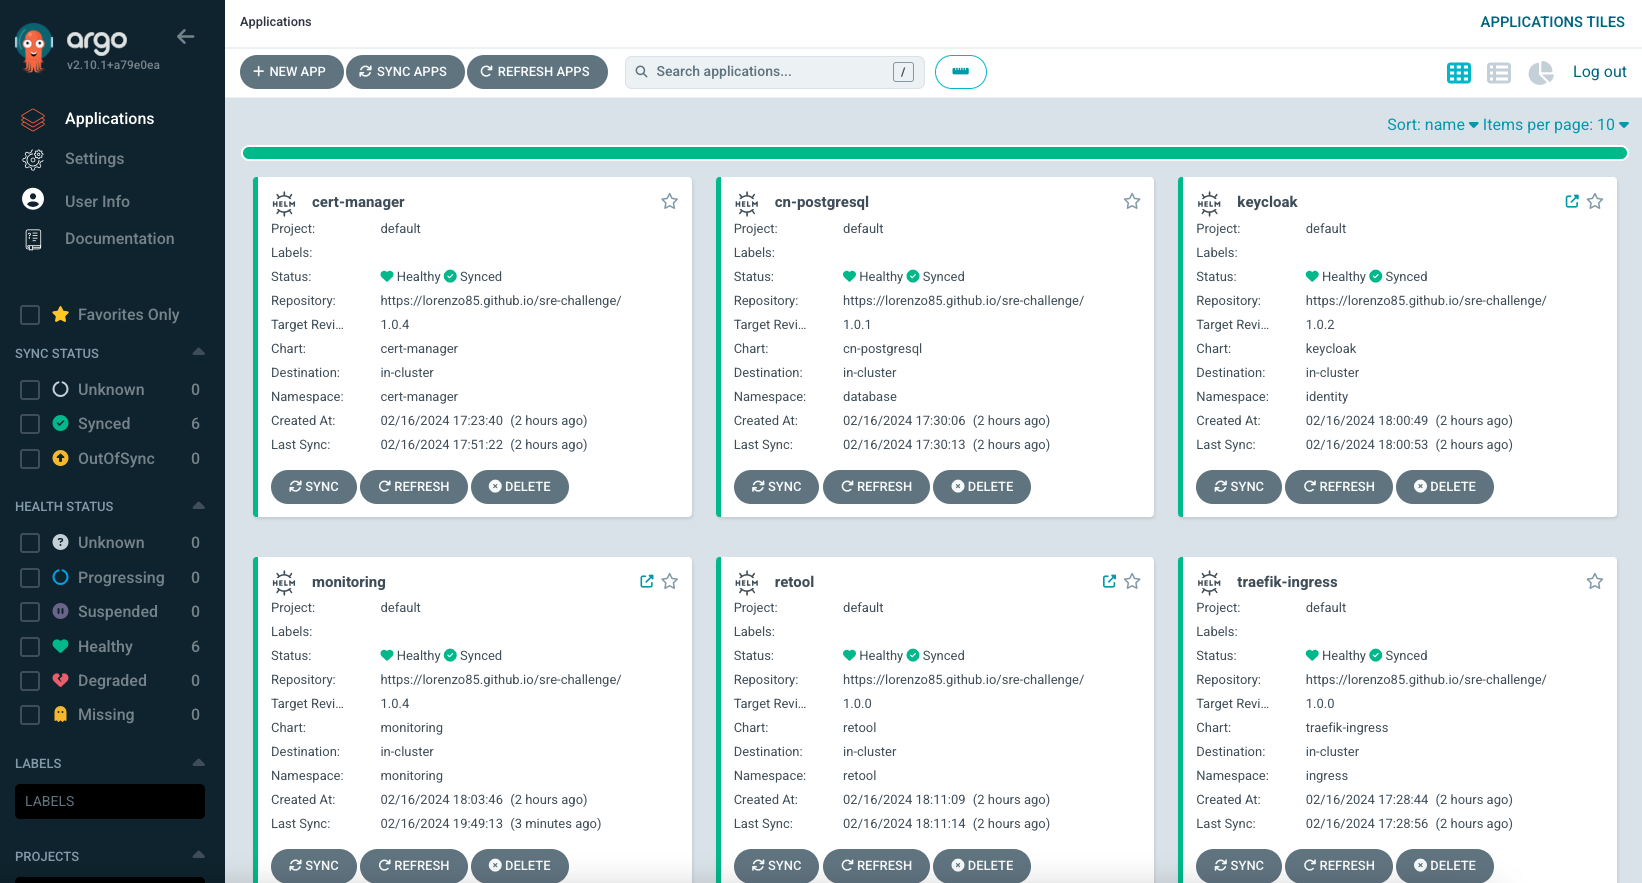 argo
v2.10.1+a79e0ea
Applications
Settings
User Info
Documentation
Favorites Only
SYNC STATUS
Unknown 0
Synced 6
OutOfSync 0
HEALTH STATUS
Unknown 0
Progressing 0
Suspended 0
Healthy 6
Degraded 0
Missing 0
LABELS
LABELS
PROJECTS
Applications
APPLICATIONS TILES
+ NEW APP
SYNC APPS
REFRESH APPS
Search applications...
/
Log out
Sort: name
Items per page: 10
HELM
cert-manager
Project: default
Labels:
Status: Healthy Synced
Repository: https://lorenzo85.github.io/sre-challenge/
Target Revi... 1.0.4
Chart: cert-manager
Destination: in-cluster
Namespace: cert-manager
Created At: 02/16/2024 17:23:40 (2 hours ago)
Last Sync: 02/16/2024 17:51:22 (2 hours ago)
SYNC REFRESH DELETE
HELM
cn-postgresql
Project: default
Labels:
Status: Healthy Synced
Repository: https://lorenzo85.github.io/sre-challenge/
Target Revi... 1.0.1
Chart: cn-postgresql
Destination: in-cluster
Namespace: database
Created At: 02/16/2024 17:30:06 (2 hours ago)
Last Sync: 02/16/2024 17:30:13 (2 hours ago)
SYNC REFRESH DELETE
HELM
keycloak
Project: default
Labels:
Status: Healthy Synced
Repository: https://lorenzo85.github.io/sre-challenge/
Target Revi... 1.0.2
Chart: keycloak
Destination: in-cluster
Namespace: identity
Created At: 02/16/2024 18:00:49 (2 hours ago)
Last Sync: 02/16/2024 18:00:53 (2 hours ago)
SYNC REFRESH DELETE
HELM
monitoring
Project: default
Labels:
Status: Healthy Synced
Repository: https://lorenzo85.github.io/sre-challenge/
Target Revi... 1.0.4
Chart: monitoring
Destination: in-cluster
Namespace: monitoring
Created At: 02/16/2024 18:03:46 (2 hours ago)
Last Sync: 02/16/2024 19:49:13 (3 minutes ago)
SYNC REFRESH DELETE
HELM
retool
Project: default
Labels:
Status: Healthy Synced
Repository: https://lorenzo85.github.io/sre-challenge/
Target Revi... 1.0.0
Chart: retool
Destination: in-cluster
Namespace: retool
Created At: 02/16/2024 18:11:09 (2 hours ago)
Last Sync: 02/16/2024 18:11:14 (2 hours ago)
SYNC REFRESH DELETE
HELM
traefik-ingress
Project: default
Labels:
Status: Healthy Synced
Repository: https://lorenzo85.github.io/sre-challenge/
Target Revi... 1.0.0
Chart: traefik-ingress
Destination: in-cluster
Namespace: ingress
Created At: 02/16/2024 17:28:44 (2 hours ago)
Last Sync: 02/16/2024 17:28:56 (2 hours ago)
SYNC REFRESH DELETE